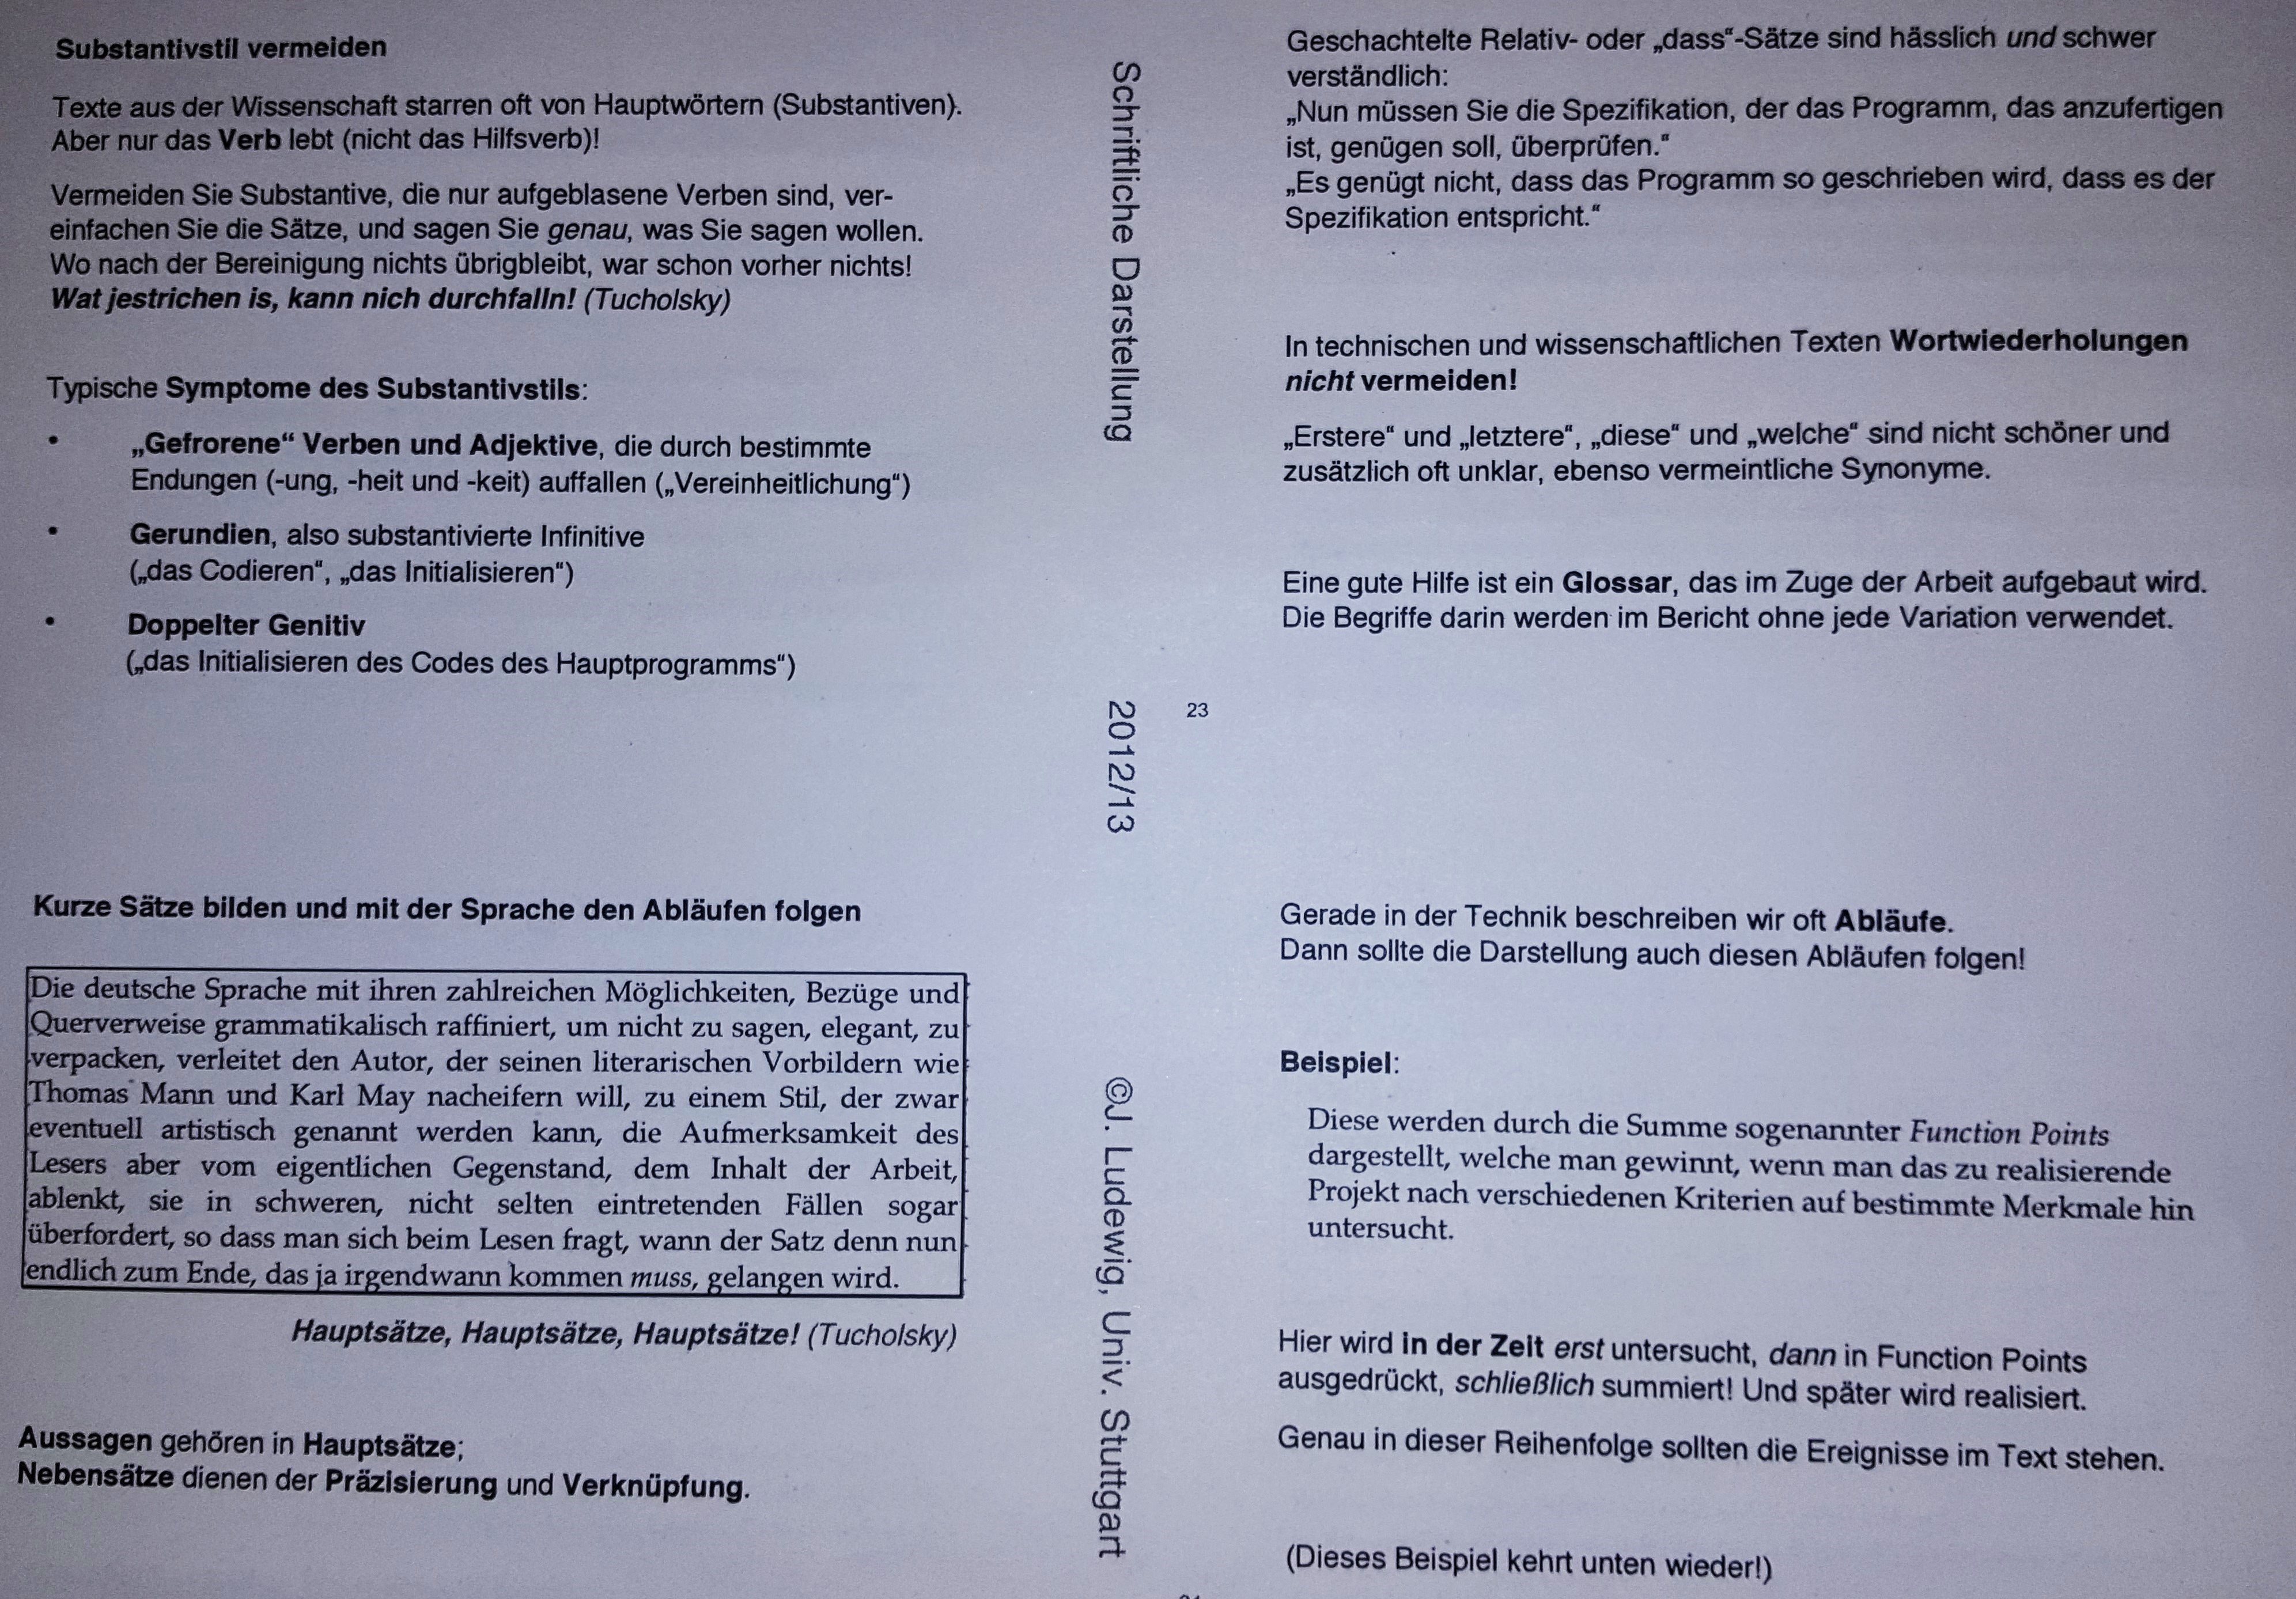 Substantivstil vermeiden
Texte aus der Wissenschaft starren oft von Hauptwörtern (Substantiven).
Aber nur das Verb lebt (nicht das Hilfsverb)!
Vermeiden Sie Substantive, die nur aufgeblasene Verben sind, ver-
einfachen Sie die Sätze, und sagen Sie genau, was Sie sagen wollen.
Wo nach der Bereinigung nichts übrigbleibt, war schon vorher nichts!
Wat jestrichen is, kann nich durchfalln! (Tucholsky)
Typische Symptome des Substantivstils:
• „Gefrorene“ Verben und Adjektive, die durch bestimmte
Endungen (-ung, -heit und -keit) auffallen („Vereinheitlichung“)
• Gerundien, also substantivierte Infinitive
(„das Codieren“, „das Initialisieren“)
• Doppelter Genitiv
(„das Initialisieren des Codes des Hauptprogramms“)
Kurze Sätze bilden und mit der Sprache den Abläufen folgen
Die deutsche Sprache mit ihren zahlreichen Möglichkeiten, Bezüge und
Querverweise grammatikalisch raffiniert, um nicht zu sagen, elegant, zu
verpacken, verleitet den Autor, der seinen literarischen Vorbildern wie
Thomas Mann und Karl May nacheifern will, zu einem Stil, der zwar
eventuell artistisch genannt werden kann, die Aufmerksamkeit des
Lesers aber vom eigentlichen Gegenstand, dem Inhalt der Arbeit,
ablenkt, sie in schweren, nicht selten eintretenden Fällen sogar
überfordert, so dass man sich beim Lesen fragt, wann der Satz denn nun
endlich zum Ende, das ja irgendwann kommen muss, gelangen wird.
Hauptsätze, Hauptsätze, Hauptsätze! (Tucholsky)
Aussagen gehören in Hauptsätze;
Nebensätze dienen der Präzisierung und Verknüpfung.
Schriftliche Darstellung 2012/13 ©J. Ludewig, Univ. Stuttgart
23
Geschachtelte Relativ- oder „dass“-Sätze sind hässlich und schwer
verständlich:
„Nun müssen Sie die Spezifikation, der das Programm, das anzufertigen
ist, genügen soll, überprüfen.“
„Es genügt nicht, dass das Programm so geschrieben wird, dass es der
Spezifikation entspricht.“
In technischen und wissenschaftlichen Texten Wortwiederholungen
nicht vermeiden!
„Erstere“ und „letztere“, „diese“ und „welche“ sind nicht schöner und
zusätzlich oft unklar, ebenso vermeintliche Synonyme.
Eine gute Hilfe ist ein Glossar, das im Zuge der Arbeit aufgebaut wird.
Die Begriffe darin werden im Bericht ohne jede Variation verwendet.
Gerade in der Technik beschreiben wir oft Abläufe.
Dann sollte die Darstellung auch diesen Abläufen folgen!
Beispiel:
Diese werden durch die Summe sogenannter Function Points
dargestellt, welche man gewinnt, wenn man das zu realisierende
Projekt nach verschiedenen Kriterien auf bestimmte Merkmale hin
untersucht.
Hier wird in der Zeit erst untersucht, dann in Function Points
ausgedrückt, schließlich summiert! Und später wird realisiert.
Genau in dieser Reihenfolge sollten die Ereignisse im Text stehen.
(Dieses Beispiel kehrt unten wieder!)